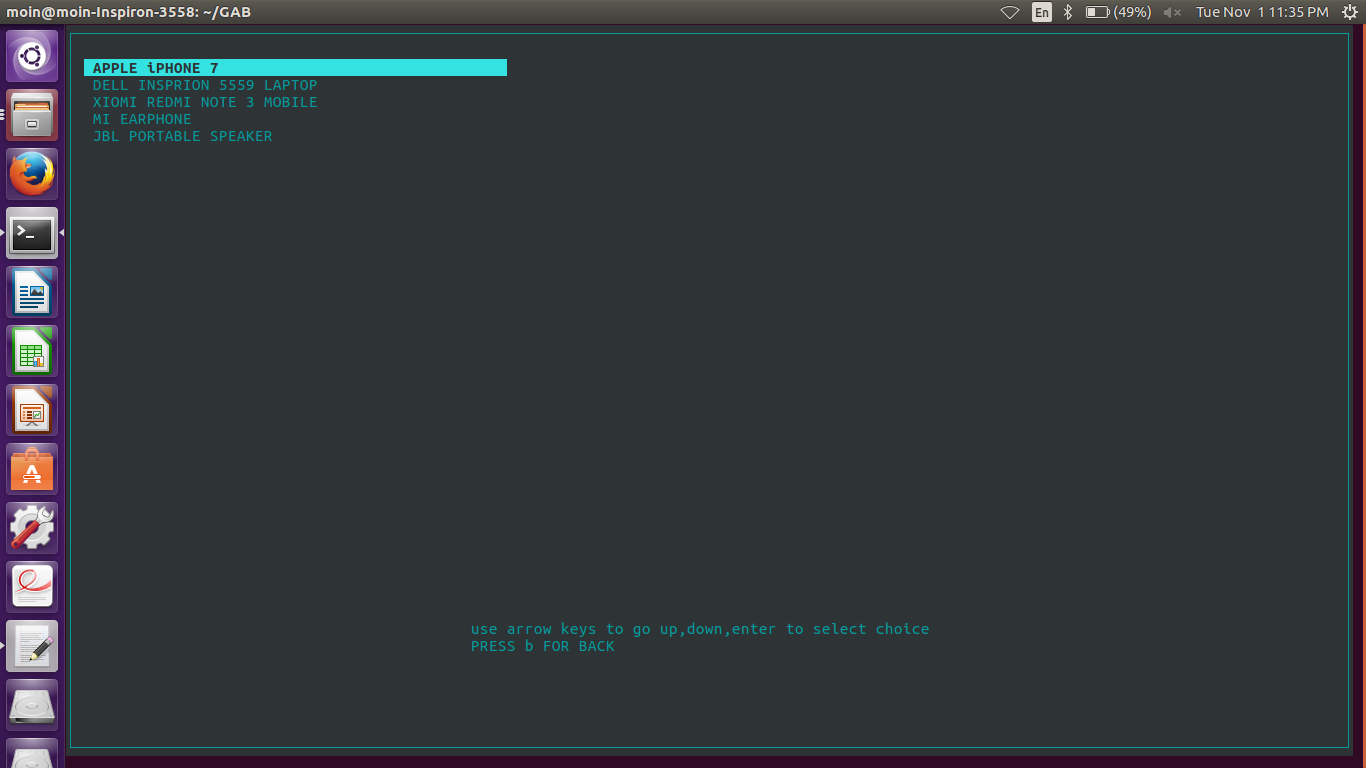 moin@moin-Inspiron-3558: ~/GAB
En
(49%)
Tue Nov 1 11:35 PM
APPLE iPHONE 7
DELL INSPRION 5559 LAPTOP
XIOMI REDMI NOTE 3 MOBILE
MI EARPHONE
JBL PORTABLE SPEAKER
use arrow keys to go up,down,enter to select choice
PRESS b FOR BACK